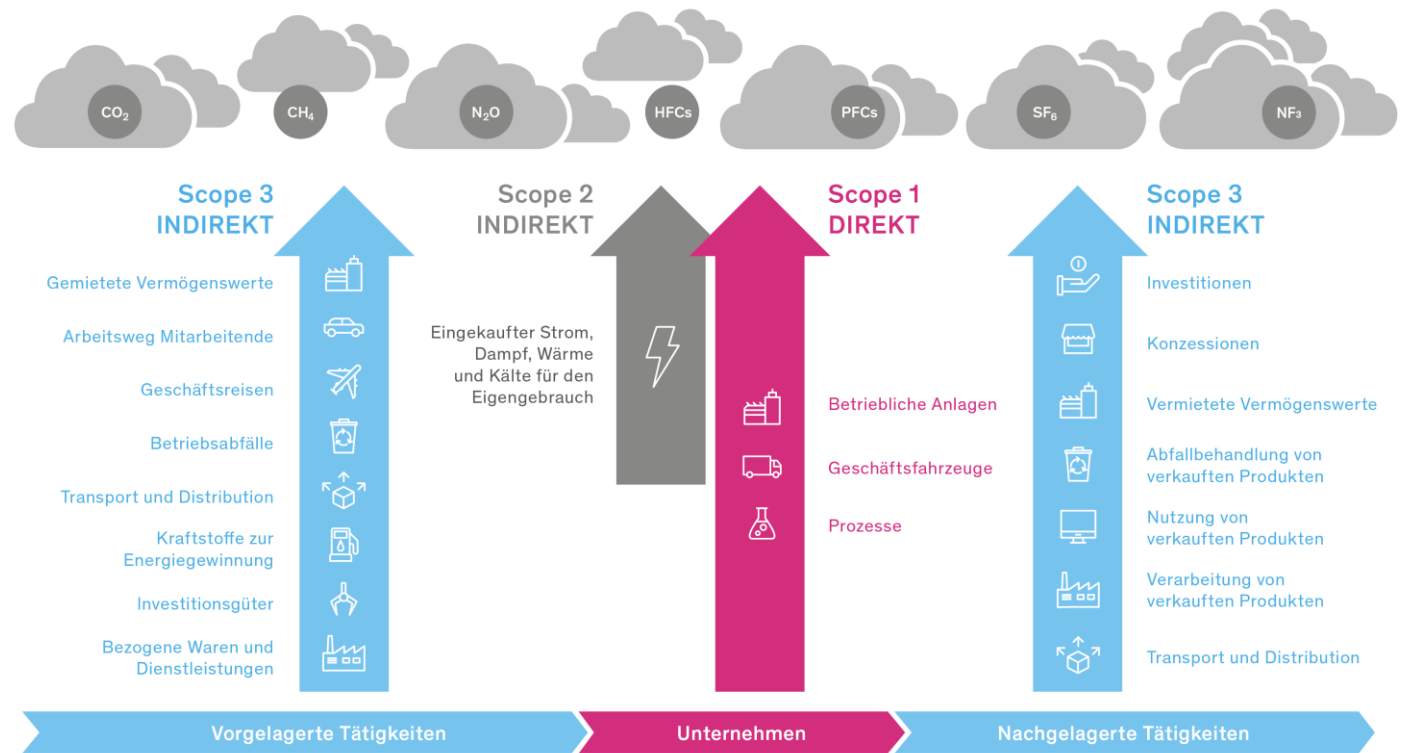 CO₂
CH₄
N₂O
HFCs
PFCs
SF₆
NF₃
Scope 3
INDIREKT
Gemietete Vermögenswerte
Arbeitsweg Mitarbeitende
Geschäftsreisen
Betriebsabfälle
Transport und Distribution
Kraftstoffe zur
Energiegewinnung
Investitionsgüter
Bezogene Waren und
Dienstleistungen
Scope 2
INDIREKT
Eingekaufter Strom,
Dampf, Wärme
und Kälte für den
Eigengebrauch
Scope 1
DIREKT
Betriebliche Anlagen
Geschäftsfahrzeuge
Prozesse
Scope 3
INDIREKT
Investitionen
Konzessionen
Vermietete Vermögenswerte
Abfallbehandlung von
verkauften Produkten
Nutzung von
verkauften Produkten
Verarbeitung von
verkauften Produkten
Transport und Distribution
Vorgelagerte Tätigkeiten
Unternehmen
Nachgelagerte Tätigkeiten